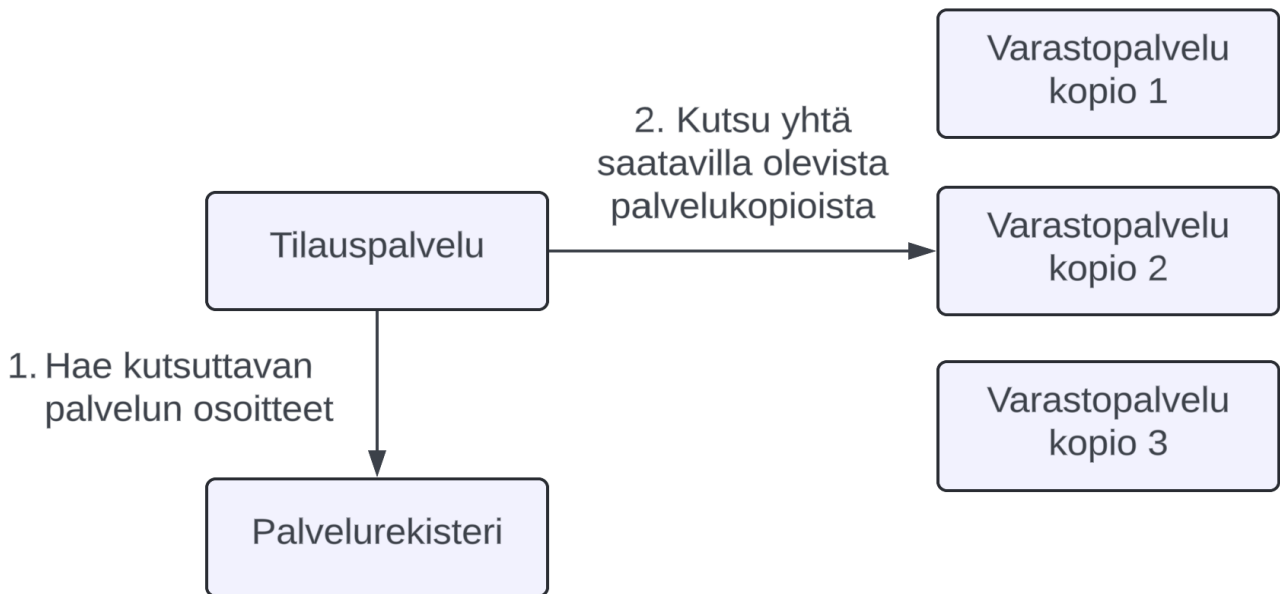 Varastopalvelu
kopio 1
2. Kutsu yhtä
saatavilla olevista
palvelukopioista
Tilauspalvelu
Varastopalvelu
kopio 2
1. Hae kutsuttavan
palvelun osoitteet
Varastopalvelu
kopio 3
Palvelurekisteri